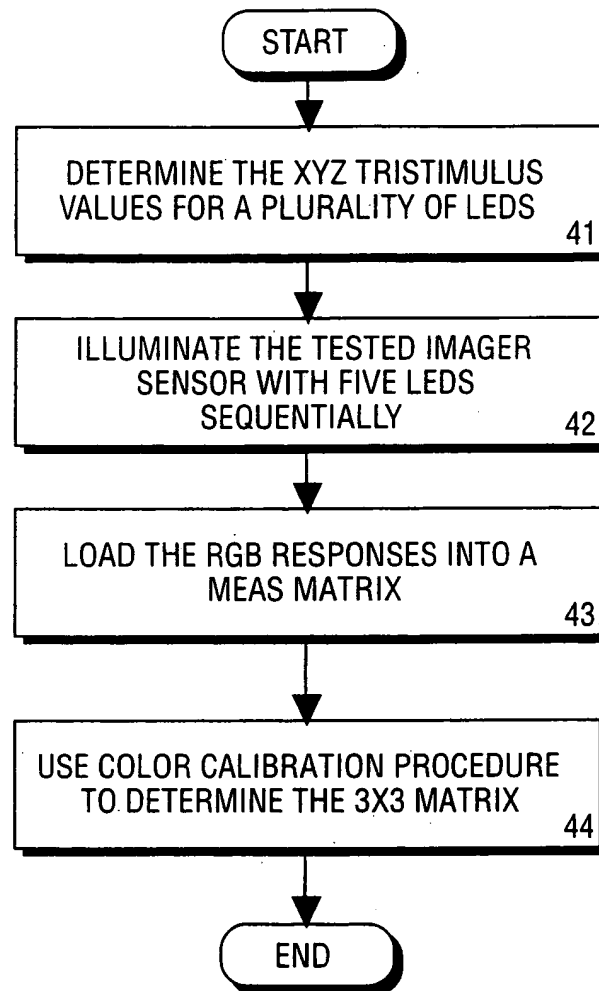 START
DETERMINE THE XYZ TRISTIMULUS
VALUES FOR A PLURALITY OF LEDS
41
ILLUMINATE THE TESTED IMAGER
SENSOR WITH FIVE LEDS
SEQUENTIALLY
42
LOAD THE RGB RESPONSES INTO A
MEAS MATRIX
43
USE COLOR CALIBRATION PROCEDURE
TO DETERMINE THE 3X3 MATRIX
44
END